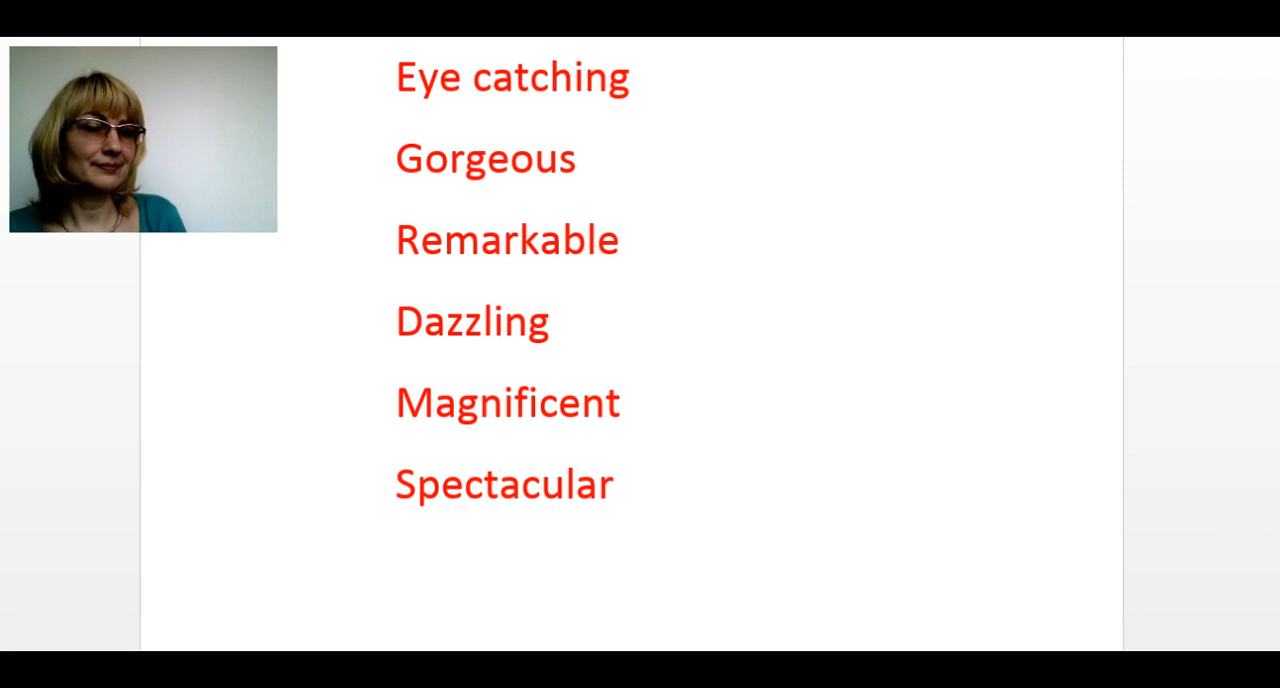 Eye catching
Gorgeous
Remarkable
Dazzling
Magnificent
Spectacular